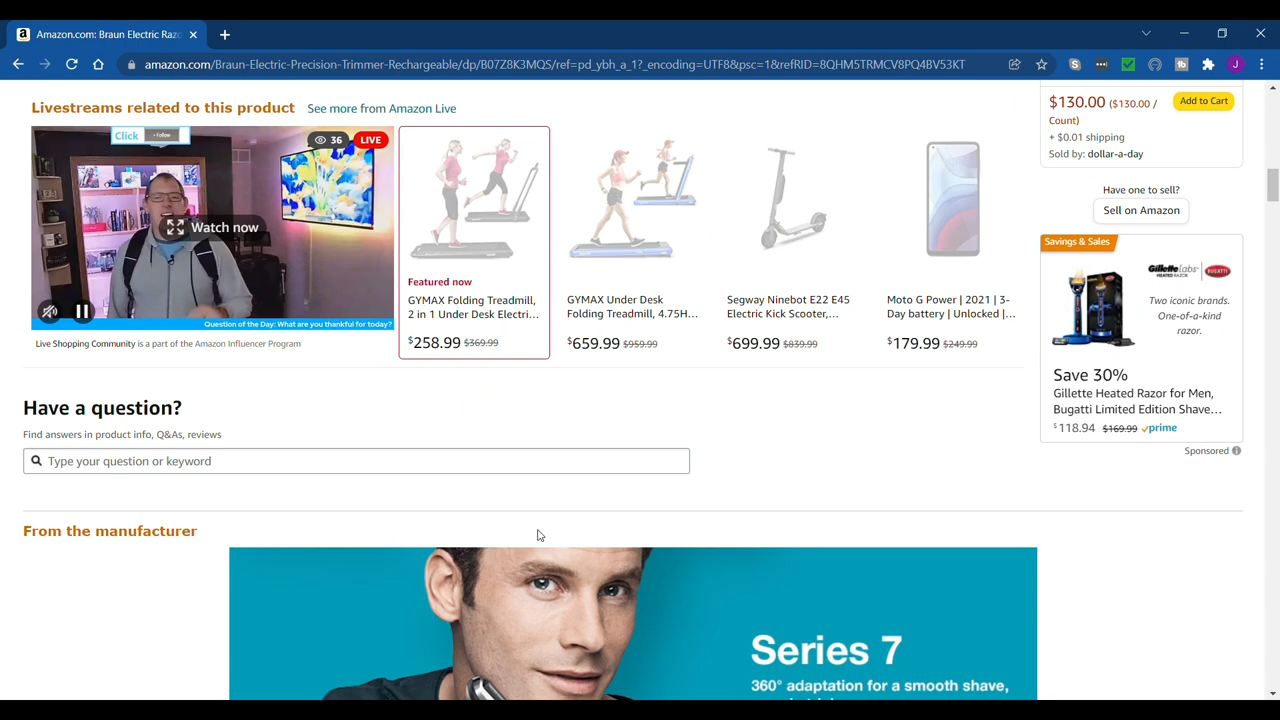 Amazon.com: Braun Electric Razo
amazon.com/Braun-Electric-Precision-Trimmer-Rechargeable/dp/B07Z8K3MQS/ref=pd_ybh_a_1?_encoding=UTF8&psc=1&refRID=8QHM5TRMCV8PQ4BV53KT
Livestreams related to this product See more from Amazon Live
Click + Follow
36 LIVE
Watch now
Question of the Day: What are you thankful for today?
Live Shopping Community is a part of the Amazon Influencer Program
Featured now
GYMAX Folding Treadmill,
2 in 1 Under Desk Electri...
$258.99 $369.99
GYMAX Under Desk
Folding Treadmill, 4.75H...
$659.99 $959.99
Segway Ninebot E22 E45
Electric Kick Scooter,...
$699.99 $839.99
Moto G Power | 2021 | 3-
Day battery | Unlocked |...
$179.99 $249.99
$130.00 ($130.00 /
Count)
Add to Cart
+ $0.01 shipping
Sold by: dollar-a-day
Have one to sell?
Sell on Amazon
Savings & Sales
GilletteLabs | BUGATTI
HEATED RAZOR
Two iconic brands.
One-of-a-kind
razor.
Save 30%
Gillette Heated Razor for Men,
Bugatti Limited Edition Shave...
$118.94 $169.99 prime
Sponsored
Have a question?
Find answers in product info, Q&As, reviews
Type your question or keyword
From the manufacturer
Series 7
360° adaptation for a smooth shave,